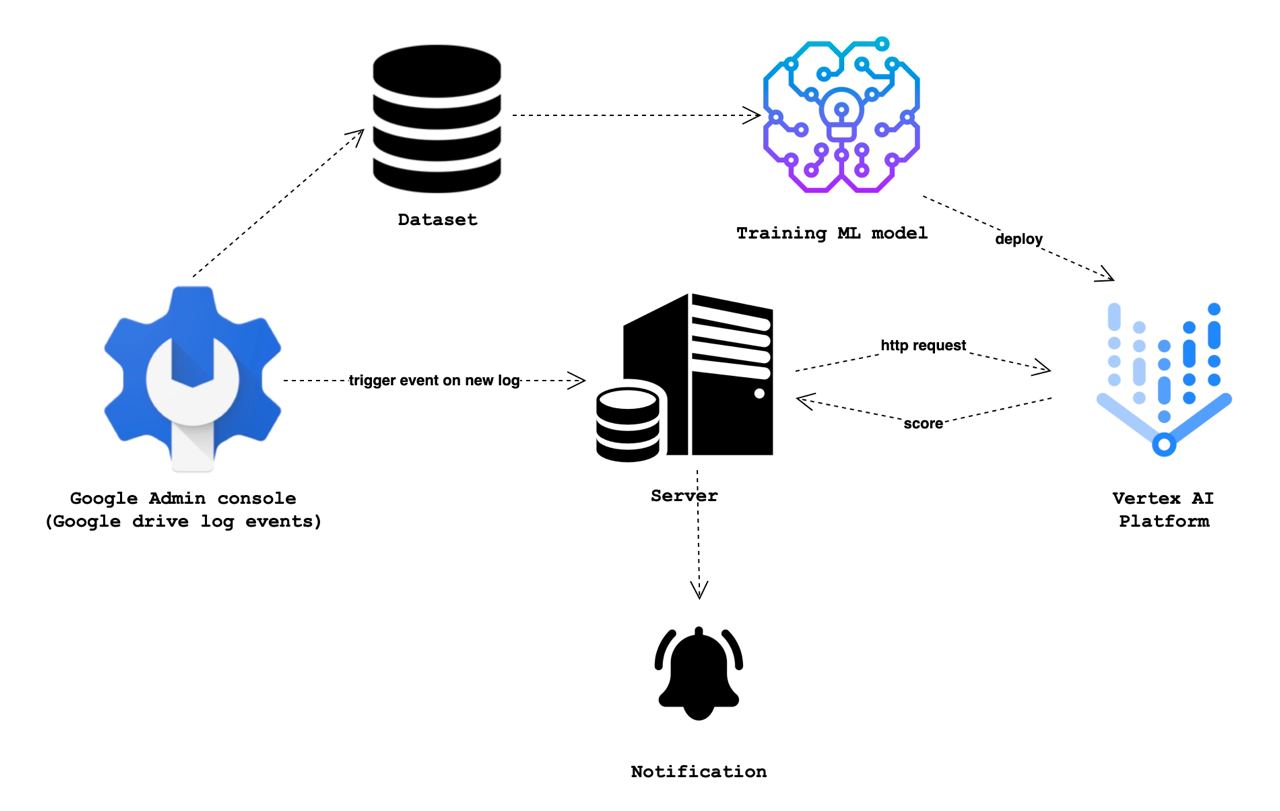 Dataset
Training ML model
deploy
trigger event on new log
http request
score
Google Admin console
(Google drive log events)
Server
Vertex AI
Platform
Notification